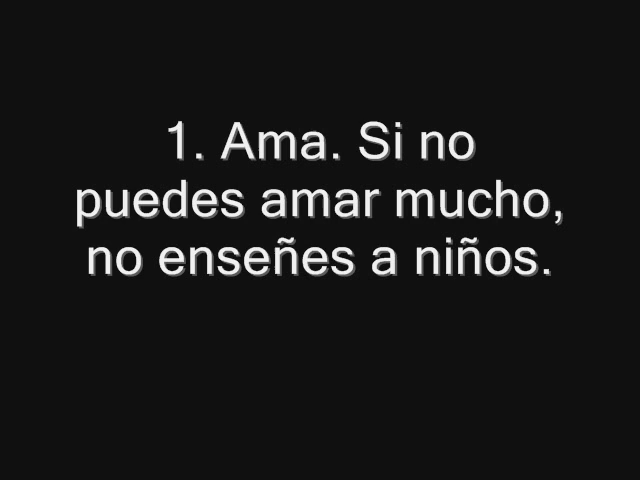 1. Ama. Si no
puedes amar mucho,
no enseñes a niños.